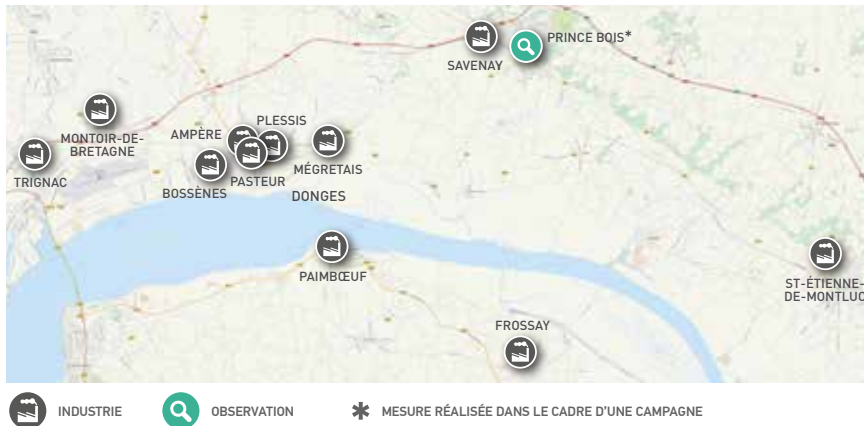 PRINCE BOIS*
SAVENAY
MONTOIR-DE-
BRETAGNE
AMPÈRE
PLESSIS
TRIGNAC
BOSSÈNES
PASTEUR
MÉGRETAIS
DONGES
PAIMBŒUF
ST-ÉTIENNE-
DE-MONTLUC
FROSSAY
INDUSTRIE
OBSERVATION
* MESURE RÉALISÉE DANS LE CADRE D'UNE CAMPAGNE